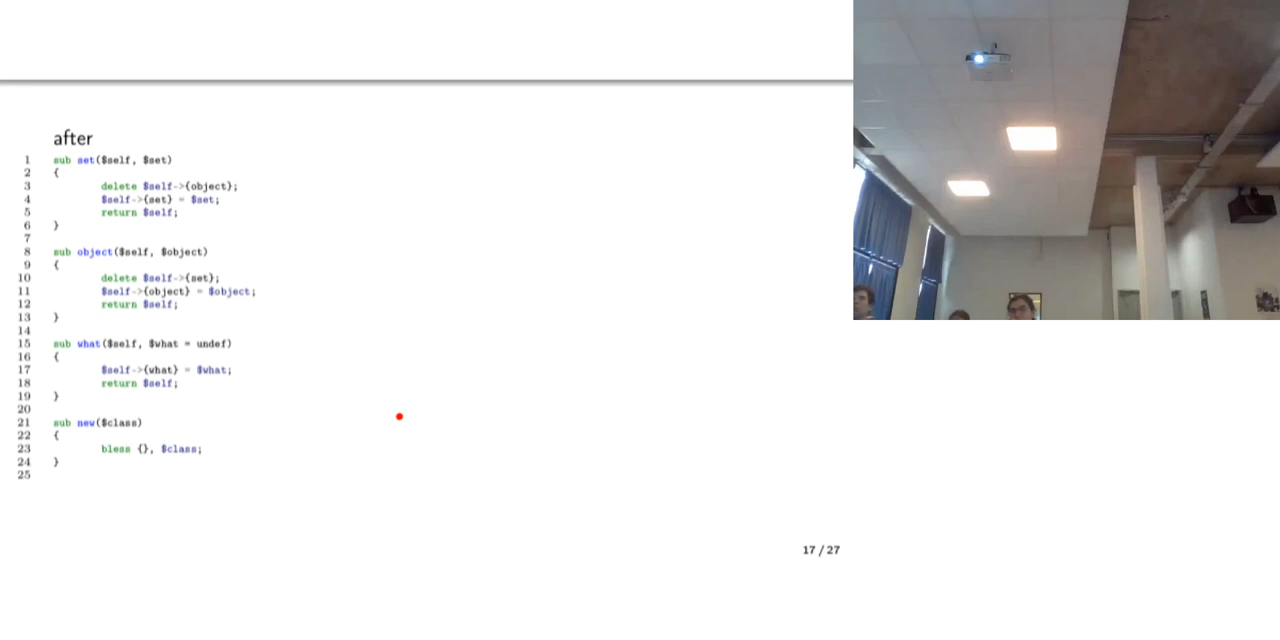 after
1 sub set($self, $set)
2 {
3 delete $self->{object};
4 $self->{set} = $set;
5 return $self;
6 }
7
8 sub object($self, $object)
9 {
10 delete $self->{set};
11 $self->{object} = $object;
12 return $self;
13 }
14
15 sub what($self, $what = undef)
16 {
17 $self->{what} = $what;
18 return $self;
19 }
20
21 sub new($class)
22 {
23 bless {}, $class;
24 }
25
17 / 27